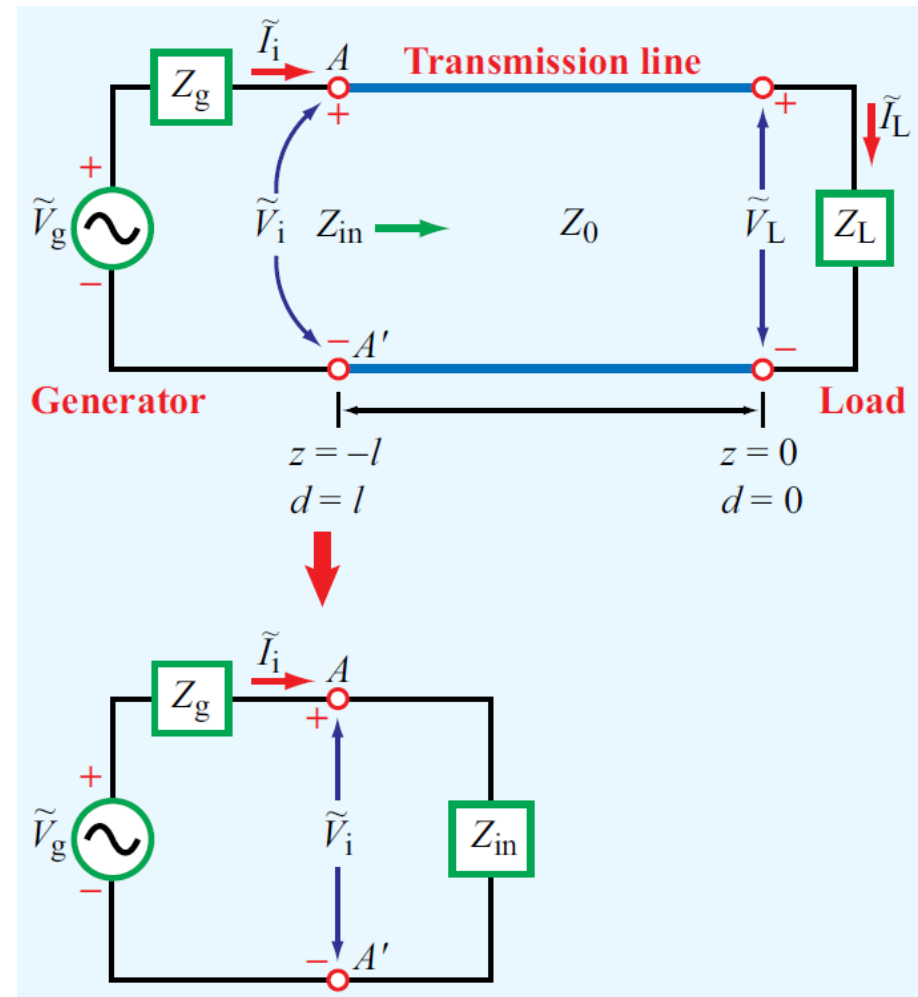 Ĩi A Transmission line
Zg + + ĨL
+
Ṽg Ṽi Zin Z0 ṼL ZL
−
− A′ −
Generator Load
z = −l z = 0
d = l d = 0
Ĩi A
Zg +
+
Ṽg Ṽi Zin
−
− A′